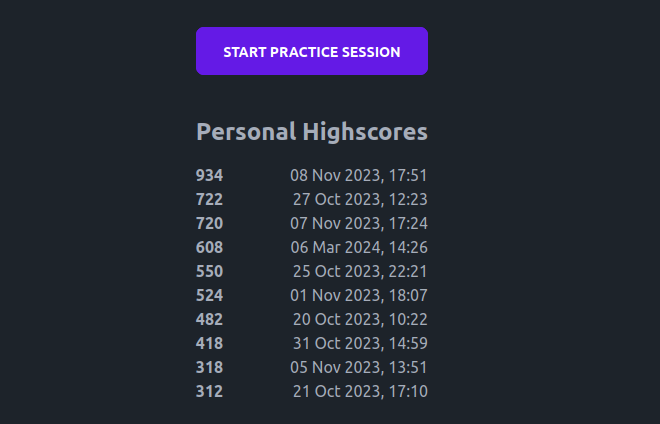 START PRACTICE SESSION
Personal Highscores
934 08 Nov 2023, 17:51
722 27 Oct 2023, 12:23
720 07 Nov 2023, 17:24
608 06 Mar 2024, 14:26
550 25 Oct 2023, 22:21
524 01 Nov 2023, 18:07
482 20 Oct 2023, 10:22
418 31 Oct 2023, 14:59
318 05 Nov 2023, 13:51
312 21 Oct 2023, 17:10